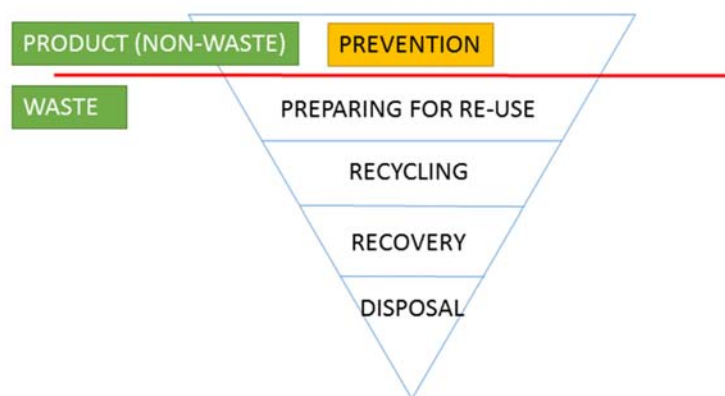 PRODUCT (NON-WASTE)
PREVENTION
WASTE
PREPARING FOR RE-USE
RECYCLING
RECOVERY
DISPOSAL